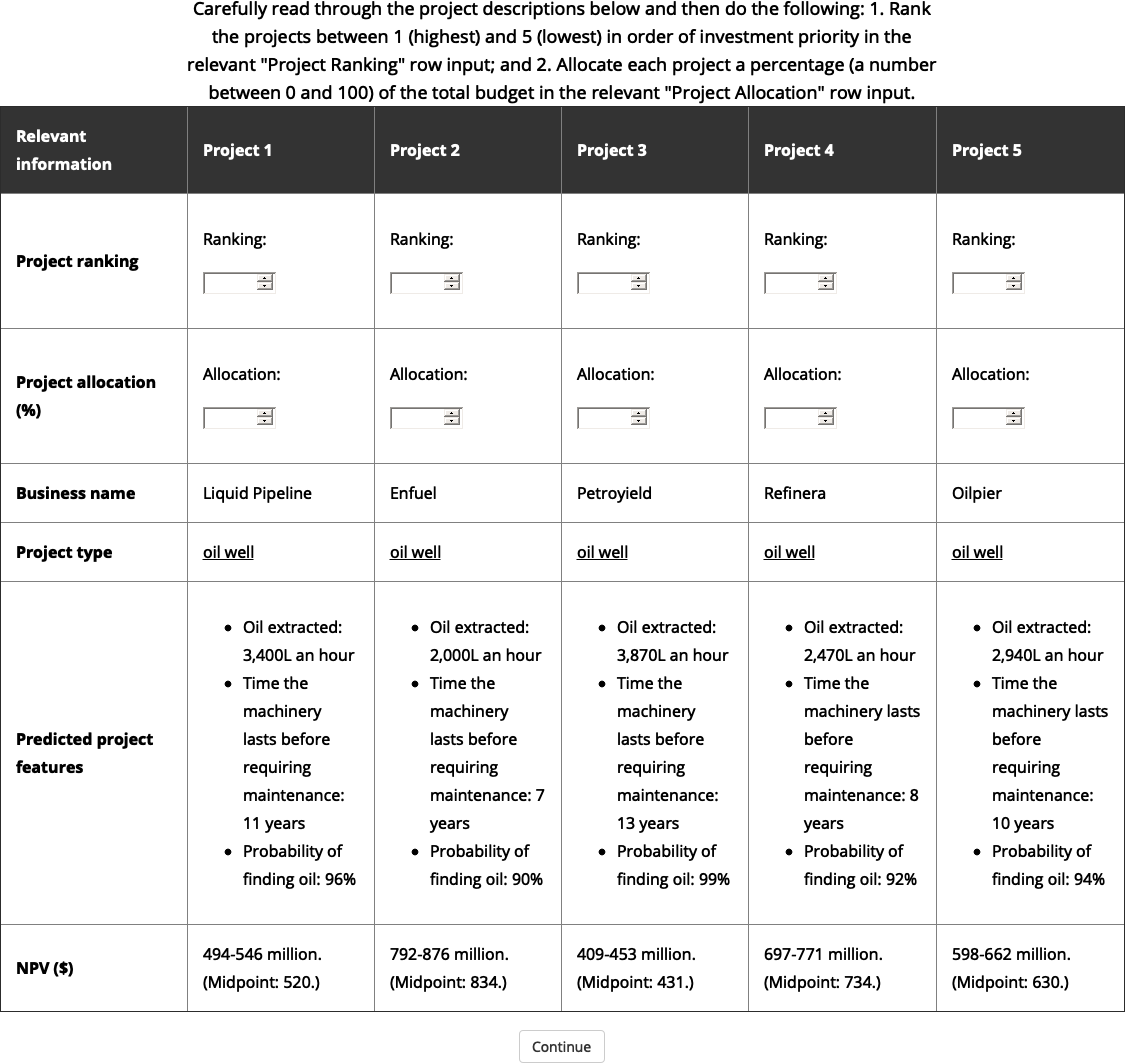 Carefully read through the project descriptions below and then do the following: 1. Rank
the projects between 1 (highest) and 5 (lowest) in order of investment priority in the
relevant "Project Ranking" row input; and 2. Allocate each project a percentage (a number
between 0 and 100) of the total budget in the relevant "Project Allocation" row input.
Relevant
information
Project 1
Project 2
Project 3
Project 4
Project 5
Project ranking
Ranking:
Ranking:
Ranking:
Ranking:
Ranking:
Project allocation
(%)
Allocation:
Allocation:
Allocation:
Allocation:
Allocation:
Business name
Liquid Pipeline
Enfuel
Petroyield
Refinera
Oilpier
Project type
oil well
oil well
oil well
oil well
oil well
Predicted project
features
• Oil extracted:
3,400L an hour
• Time the
machinery
lasts before
requiring
maintenance:
11 years
• Probability of
finding oil: 96%
• Oil extracted:
2,000L an hour
• Time the
machinery
lasts before
requiring
maintenance: 7
years
• Probability of
finding oil: 90%
• Oil extracted:
3,870L an hour
• Time the
machinery
lasts before
requiring
maintenance:
13 years
• Probability of
finding oil: 99%
• Oil extracted:
2,470L an hour
• Time the
machinery lasts
before
requiring
maintenance: 8
years
• Probability of
finding oil: 92%
• Oil extracted:
2,940L an hour
• Time the
machinery lasts
before
requiring
maintenance:
10 years
• Probability of
finding oil: 94%
NPV ($)
494-546 million.
(Midpoint: 520.)
792-876 million.
(Midpoint: 834.)
409-453 million.
(Midpoint: 431.)
697-771 million.
(Midpoint: 734.)
598-662 million.
(Midpoint: 630.)
Continue